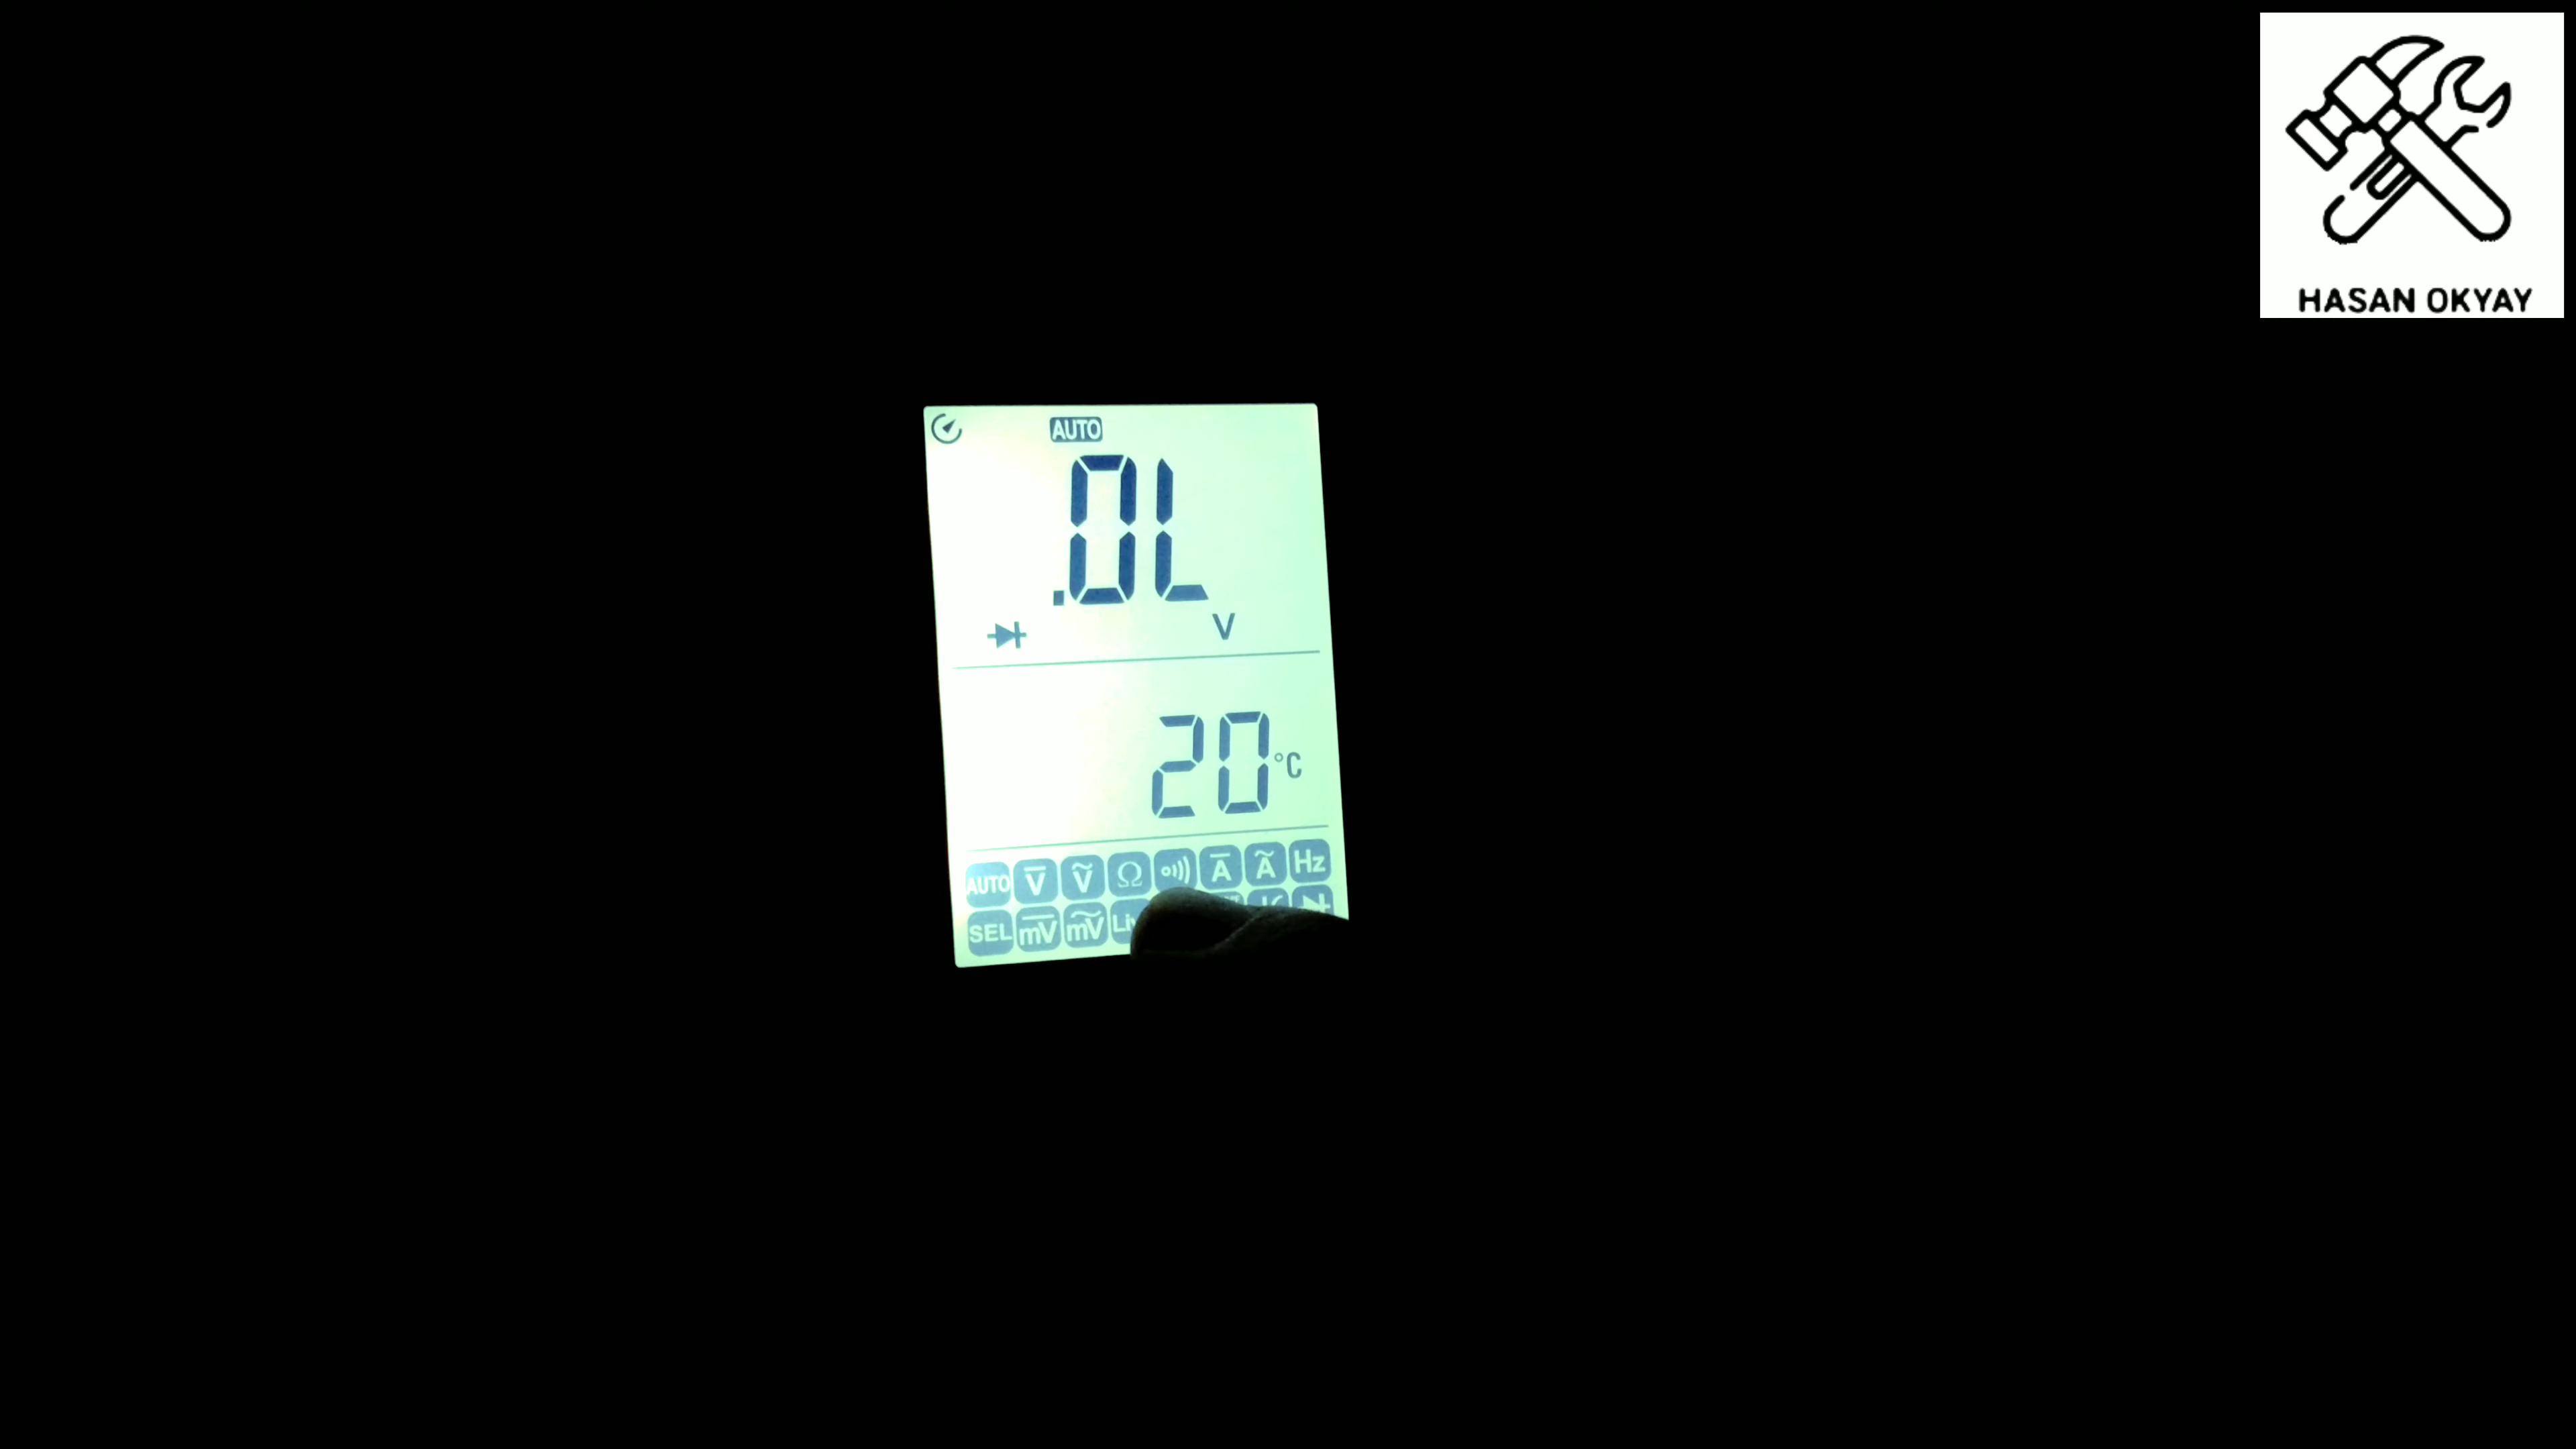 HASAN OKYAY
AUTO
.0L
V
20 °C
AUTO V V Ω A A Hz
SEL mV mV